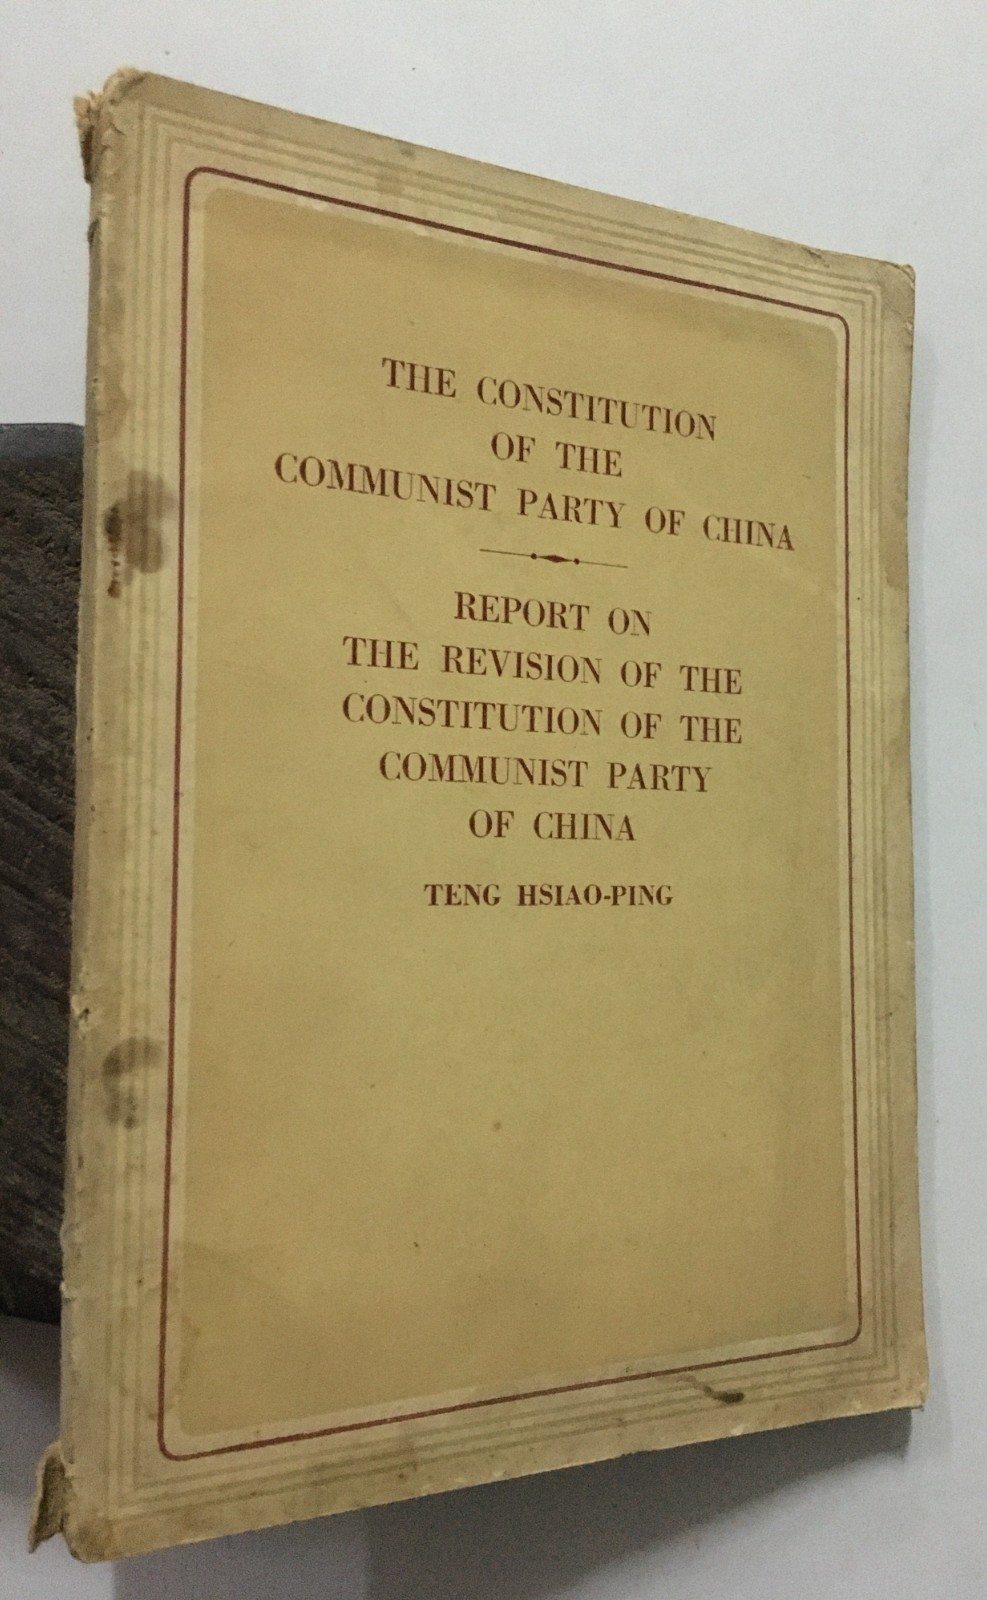 THE CONSTITUTION
OF THE
COMMUNIST PARTY OF CHINA
REPORT ON
THE REVISION OF THE
CONSTITUTION OF THE
COMMUNIST PARTY
OF CHINA
TENG HSIAO-PING